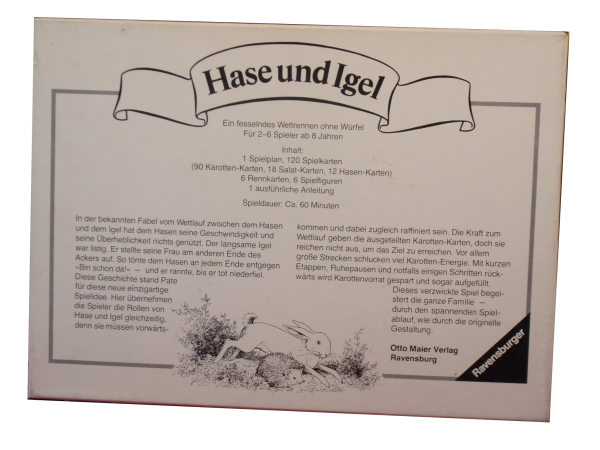 Hase und Igel
Ein fesselndes Wettrennen ohne Würfel
Für 2–6 Spieler ab 8 Jahren
Inhalt:
1 Spielplan, 120 Spielkarten
(90 Karotten-Karten, 18 Salat-Karten, 12 Hasen-Karten)
6 Rennkarten, 6 Spielfiguren
1 ausführliche Anleitung
Spieldauer: Ca. 60 Minuten
In der bekannten Fabel vom Wettlauf zwischen dem Hasen
und dem Igel hat dem Hasen seine Geschwindigkeit und
seine Überheblichkeit nichts genützt. Der langsame Igel
war listig. Er stellte seine Frau am anderen Ende des
Ackers auf. So tönte dem Hasen an jedem Ende entgegen
»Bin schon da!« – und er rannte, bis er tot niederfiel.
Diese Geschichte stand Pate
für diese neue einzigartige
Spielidee. Hier übernehmen
die Spieler die Rollen von
Hase und Igel gleichzeitig,
denn sie müssen vorwärts-
kommen und dabei zugleich raffiniert sein. Die Kraft zum
Wettlauf geben die ausgeteilten Karotten-Karten, doch sie
reichen nicht aus, um das Ziel zu erreichen. Vor allem
große Strecken schlucken viel Karotten-Energie. Mit kurzen
Etappen, Ruhepausen und notfalls einigen Schritten rück-
wärts wird Karottenvorrat gespart und sogar aufgefüllt.
Dieses verzwickte Spiel begei-
stert die ganze Familie –
durch den spannenden Spiel-
ablauf, wie durch die originelle
Gestaltung.
Otto Maier Verlag
Ravensburg
Ravensburger